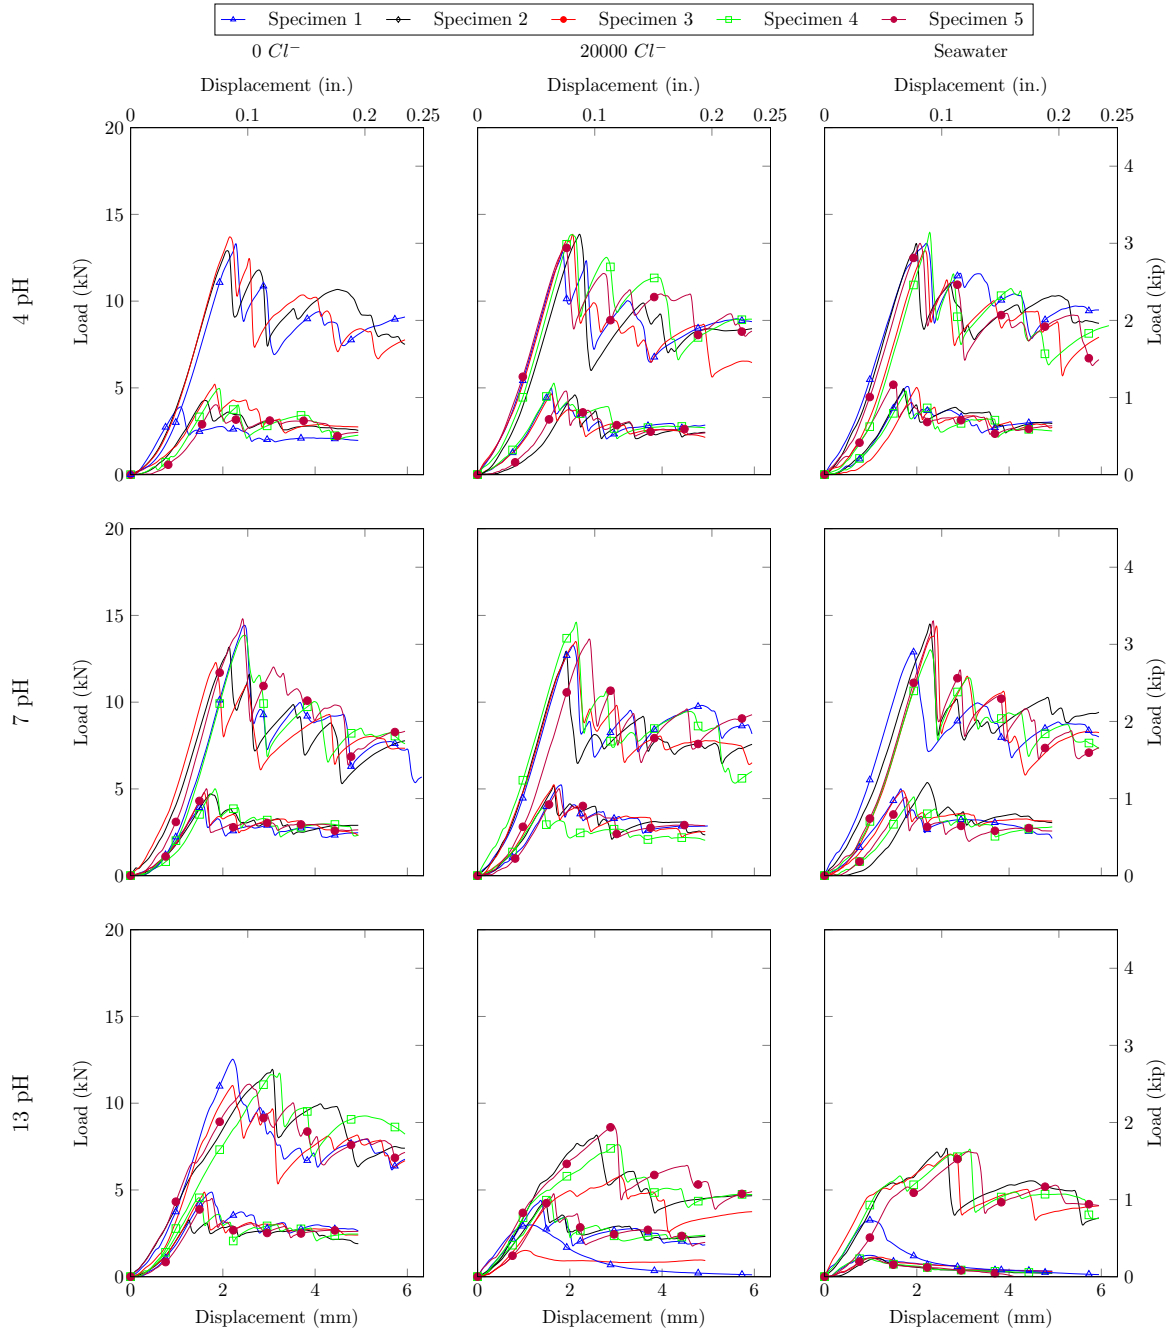 Specimen 1 Specimen 2 Specimen 3 Specimen 4 Specimen 5
0 Cl⁻ 20000 Cl⁻ Seawater
Displacement (in.) Displacement (in.) Displacement (in.)
0 0.1 0.2 0.25 0 0.1 0.2 0.25 0 0.1 0.2 0.25
4 pH
Load (kN)
20
15
10
5
0
4
3
2
1
0
Load (kip)
7 pH
Load (kN)
20
15
10
5
0
4
3
2
1
0
Load (kip)
13 pH
Load (kN)
20
15
10
5
0
4
3
2
1
0
Load (kip)
0 2 4 6 0 2 4 6 0 2 4 6
Displacement (mm) Displacement (mm) Displacement (mm)